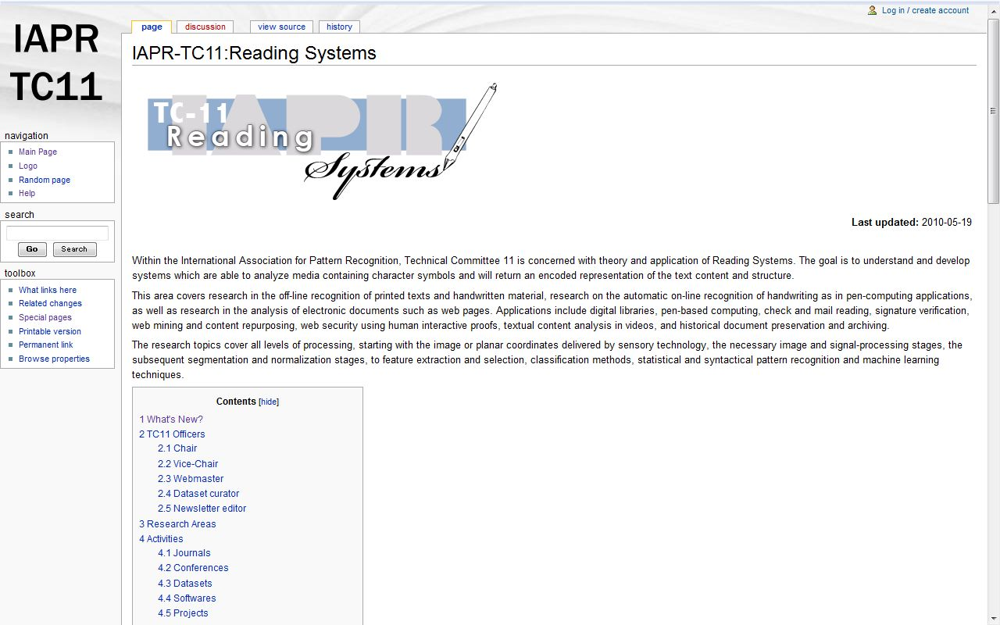 Log in / create account
IAPR
TC11
page discussion view source history
IAPR-TC11:Reading Systems
IAPR
TC-11
Reading
Systems
navigation
Main Page
Logo
Random page
Help
search
Go Search
toolbox
What links here
Related changes
Special pages
Printable version
Permanent link
Browse properties
Last updated: 2010-05-19
Within the International Association for Pattern Recognition, Technical Committee 11 is concerned with theory and application of Reading Systems. The goal is to understand and develop
systems which are able to analyze media containing character symbols and will return an encoded representation of the text content and structure.
This area covers research in the off-line recognition of printed texts and handwritten material, research on the automatic on-line recognition of handwriting as in pen-computing applications,
as well as research in the analysis of electronic documents such as web pages. Applications include digital libraries, pen-based computing, check and mail reading, signature verification,
web mining and content repurposing, web security using human interactive proofs, textual content analysis in videos, and historical document preservation and archiving.
The research topics cover all levels of processing, starting with the image or planar coordinates delivered by sensory technology, the necessary image and signal-processing stages, the
subsequent segmentation and normalization stages, to feature extraction and selection, classification methods, statistical and syntactical pattern recognition and machine learning
techniques.
Contents [hide]
1 What's New?
2 TC11 Officers
2.1 Chair
2.2 Vice-Chair
2.3 Webmaster
2.4 Dataset curator
2.5 Newsletter editor
3 Research Areas
4 Activities
4.1 Journals
4.2 Conferences
4.3 Datasets
4.4 Softwares
4.5 Projects